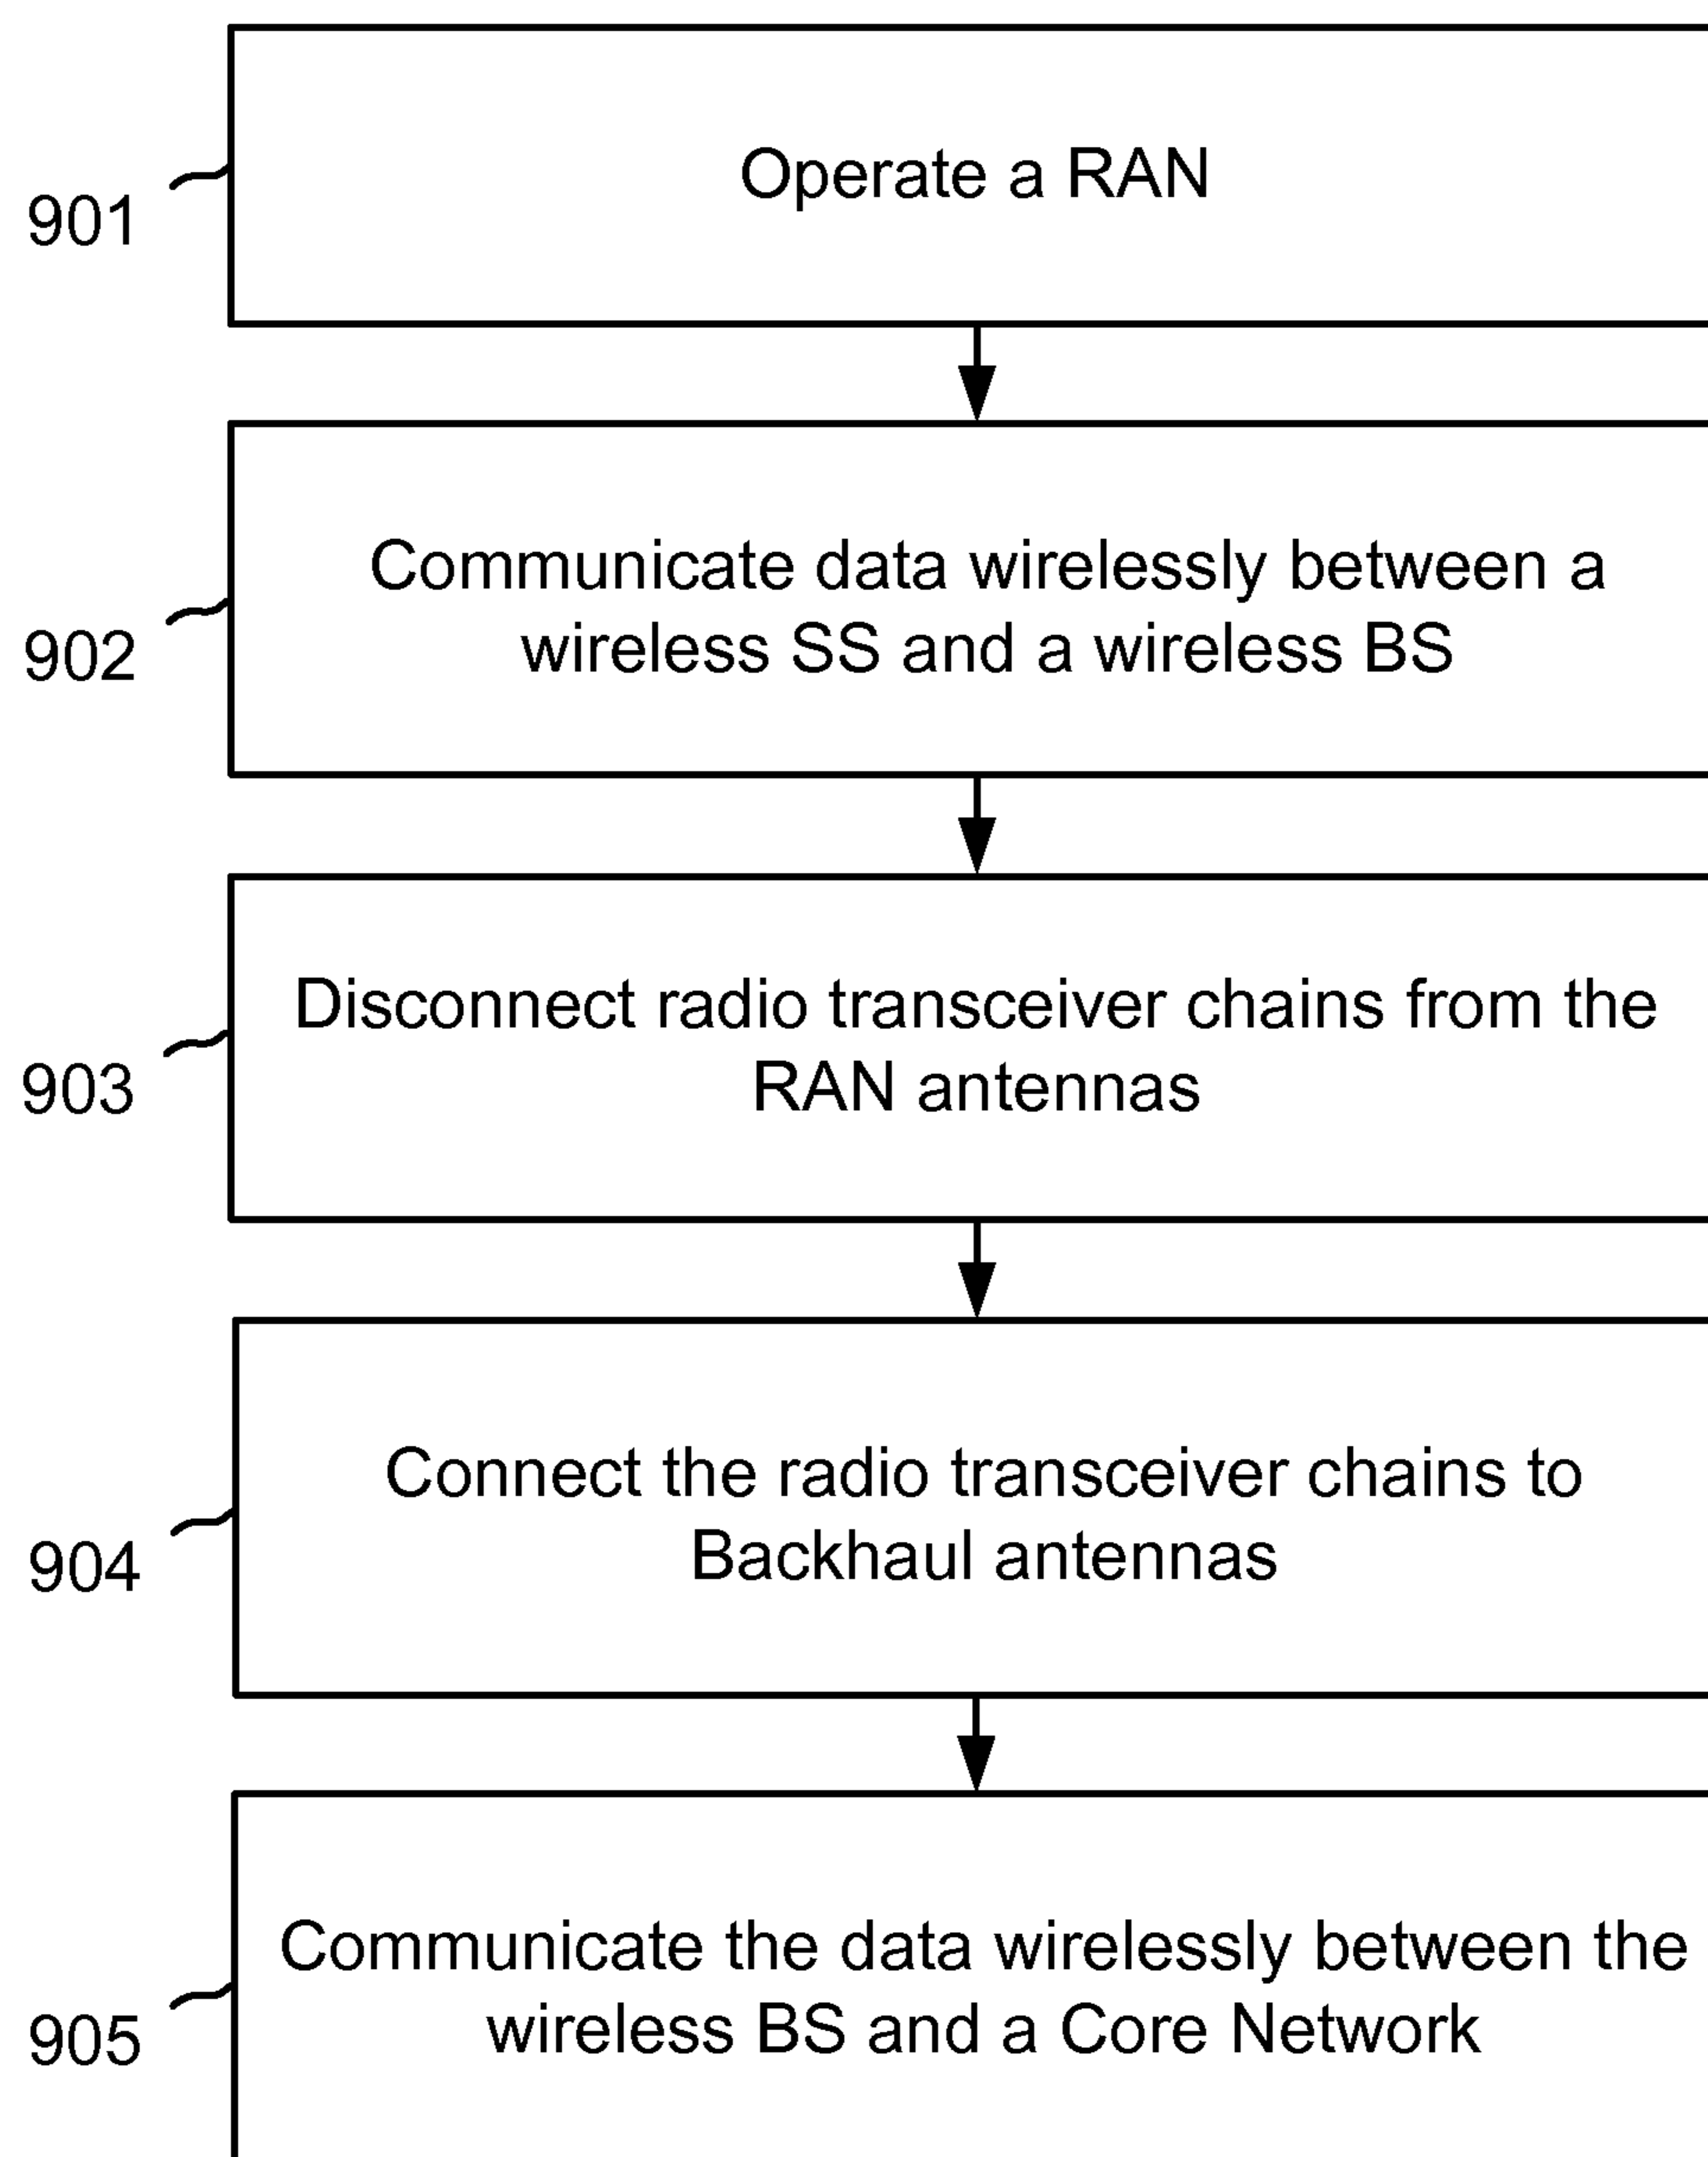 Operate a RAN
901
Communicate data wirelessly between a
wireless SS and a wireless BS
902
Disconnect radio transceiver chains from the
RAN antennas
903
Connect the radio transceiver chains to
Backhaul antennas
904
Communicate the data wirelessly between the
wireless BS and a Core Network
905